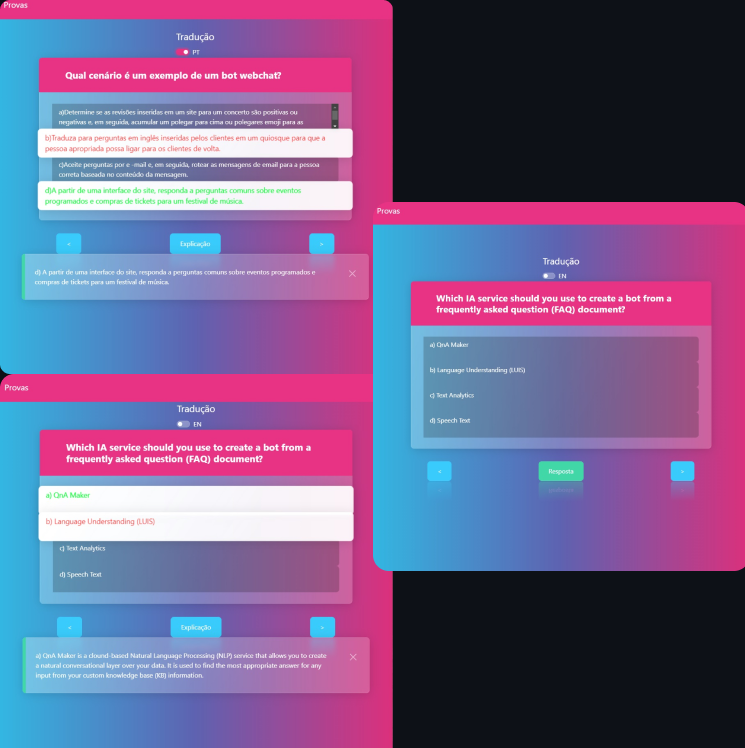 Provas
Tradução
PT
Qual cenário é um exemplo de um bot webchat?
a)Determine se as revisões inseridas em um site para um concerto são positivas ou
negativas e, em seguida, acumular um polegar para cima ou polegares emoji para as
b)Traduza para perguntas em inglês inseridas pelos clientes em um quiosque para que a
pessoa apropriada possa ligar para os clientes de volta.
c)Aceite perguntas por e -mail e, em seguida, rotear as mensagens de email para a pessoa
correta baseada no conteúdo da mensagem.
d)A partir de uma interface do site, responda a perguntas comuns sobre eventos
programados e compras de tickets para um festival de música.
<
Explicação
>
d) A partir de uma interface do site, responda a perguntas comuns sobre eventos programados e
compras de tickets para um festival de música.
Provas
Tradução
EN
Which IA service should you use to create a bot from a
frequently asked question (FAQ) document?
a) QnA Maker
b) Language Understanding (LUIS)
c) Text Analytics
d) Speech Text
<
Resposta
>
Provas
Tradução
EN
Which IA service should you use to create a bot from a
frequently asked question (FAQ) document?
a) QnA Maker
b) Language Understanding (LUIS)
c) Text Analytics
d) Speech Text
<
Explicação
>
a) QnA Maker is a clound-based Natural Language Processing (NLP) service that allows you to create
a natural conversational layer over your data. It is used to find the most appropriate answer for any
input from your custom knowledge base (KB) information.